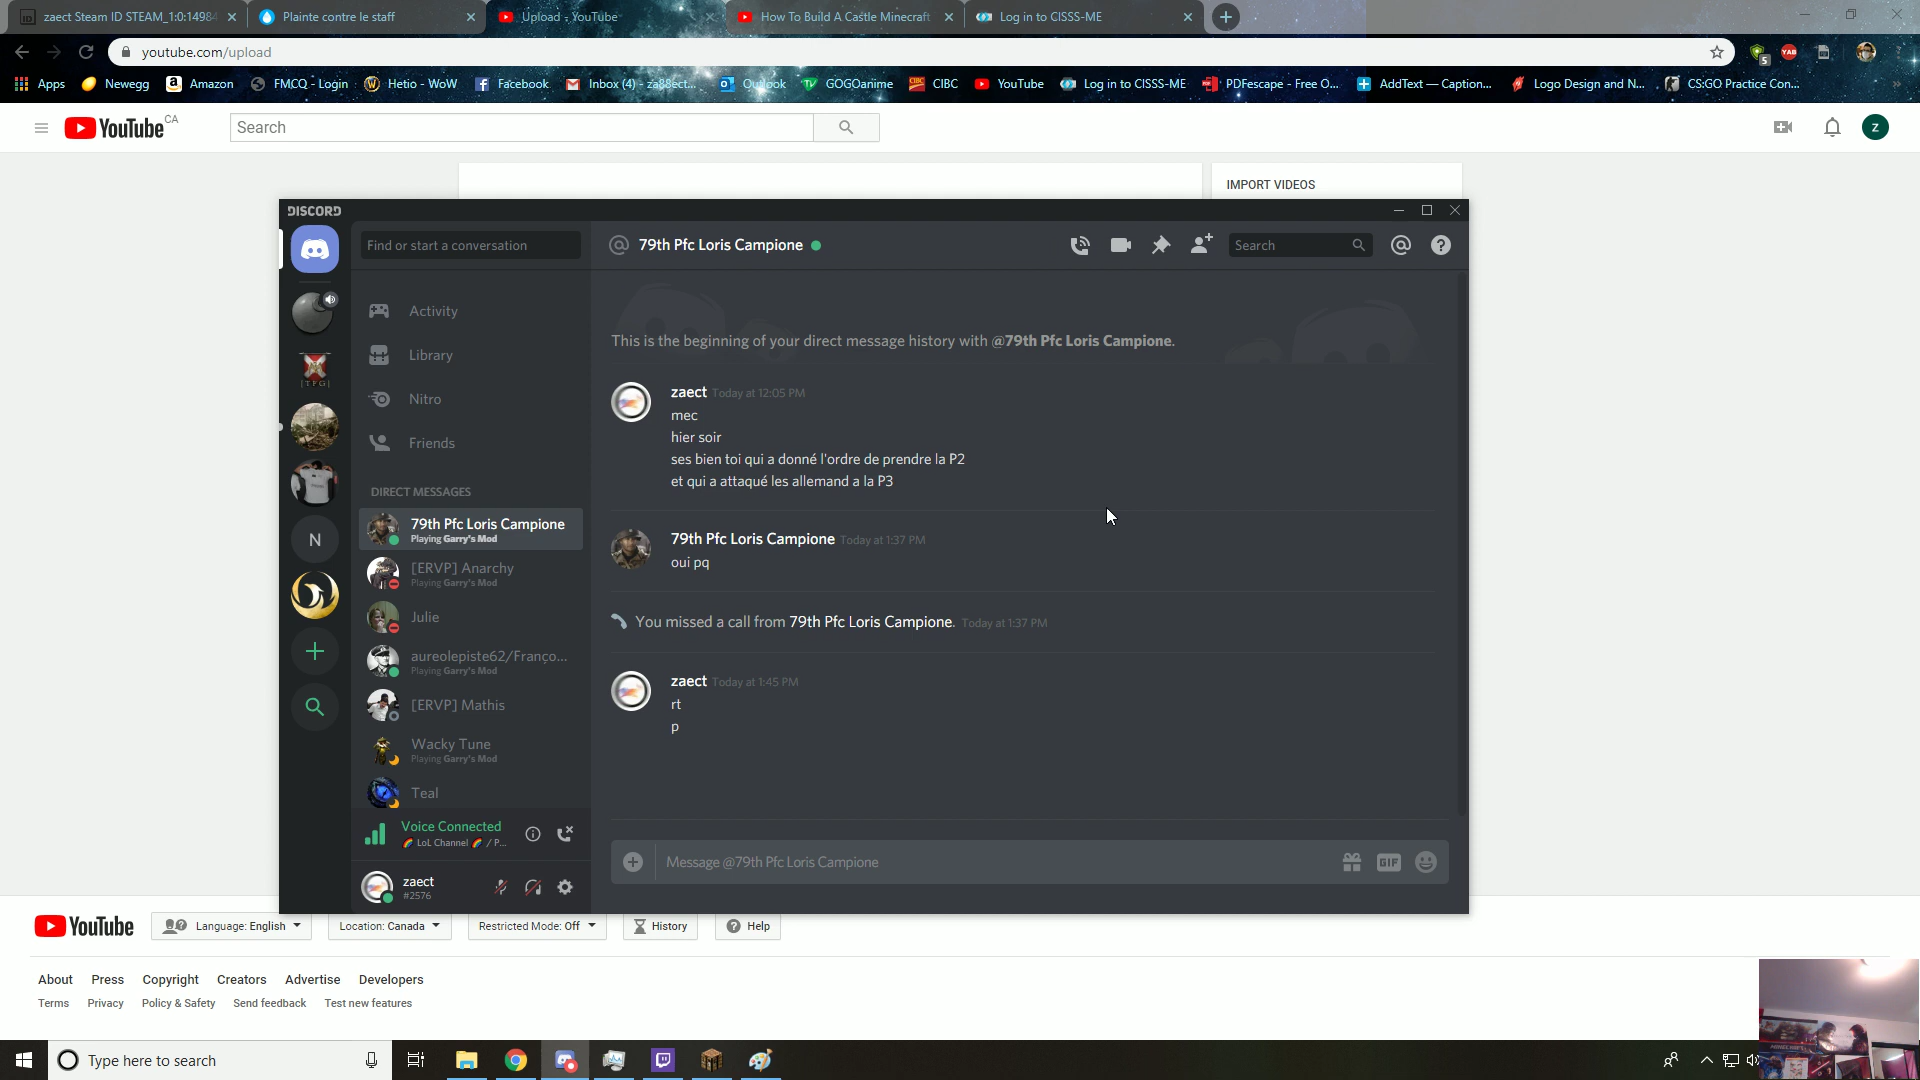 zaect Steam ID STEAM_1:0:14984
Plainte contre le staff
Upload - YouTube
How To Build A Castle Minecraft
Log in to CISSS-ME
youtube.com/upload
5
Apps
Newegg
Amazon
FMCQ - Login
Hetio - WoW
Facebook
Inbox (4) - za88ect...
Outlook
GOGOanime
CIBC
YouTube
Log in to CISSS-ME
PDFescape - Free O...
AddText — Caption...
Logo Design and N...
CS:GO Practice Con...
YouTube CA
Search
Z
IMPORT VIDEOS
DISCORD
Find or start a conversation
79th Pfc Loris Campione
Search
Activity
Library
Nitro
Friends
DIRECT MESSAGES
79th Pfc Loris Campione
Playing Garry's Mod
[ERVP] Anarchy
Playing Garry's Mod
Julie
aureolepiste62/Franço...
Playing Garry's Mod
[ERVP] Mathis
Wacky Tune
Playing Garry's Mod
Teal
Voice Connected
LoL Channel / P...
zaect
#2576
|TFG|
N
This is the beginning of your direct message history with @79th Pfc Loris Campione.
zaect Today at 12:05 PM
mec
hier soir
ses bien toi qui a donné l'ordre de prendre la P2
et qui a attaqué les allemand a la P3
79th Pfc Loris Campione Today at 1:37 PM
oui pq
You missed a call from 79th Pfc Loris Campione. Today at 1:37 PM
zaect Today at 1:45 PM
rt
p
Message @79th Pfc Loris Campione
GIF
YouTube
Language: English
Location: Canada
Restricted Mode: Off
History
Help
About Press Copyright Creators Advertise Developers
Terms Privacy Policy & Safety Send feedback Test new features
Type here to search